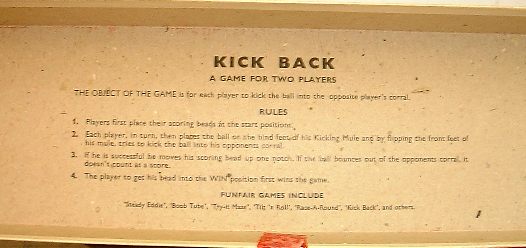 KICK BACK
A GAME FOR TWO PLAYERS
THE OBJECT OF THE GAME is for each player to kick the ball into the opposite player's corral.
RULES
1. Players first place their scoring beads at the start positions.
2. Each player, in turn, then places the ball on the hind feet of his Kicking Mule and by flipping the front feet of
his mule, tries to kick the ball into his opponents corral.
3. If he is successful he moves his scoring bead up one notch. If the ball bounces out of the opponents corral, it
doesn't count as a score.
4. The player to get his bead into the WIN position first wins the game.
FUNFAIR GAMES INCLUDE
'Steady Eddie', 'Boob Tube', 'Try-it Maze', 'Tilt 'n Roll', 'Race-A-Round', 'Kick Back', and others.